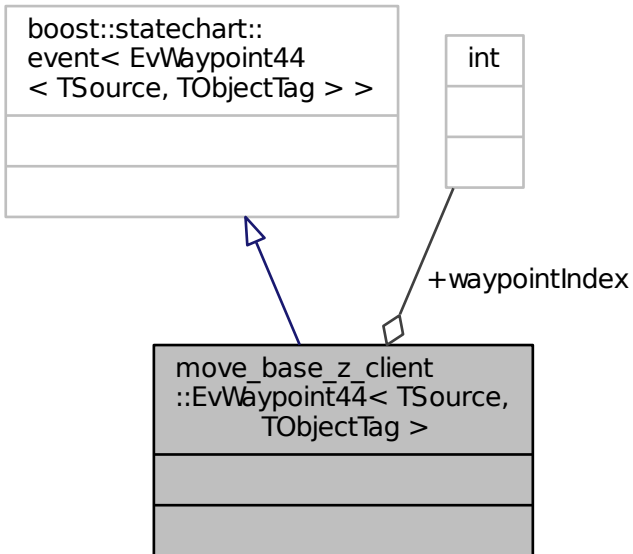 boost::statechart::
event< EvWaypoint44
< TSource, TObjectTag > >
int
+waypointIndex
move_base_z_client
::EvWaypoint44< TSource,
TObjectTag >